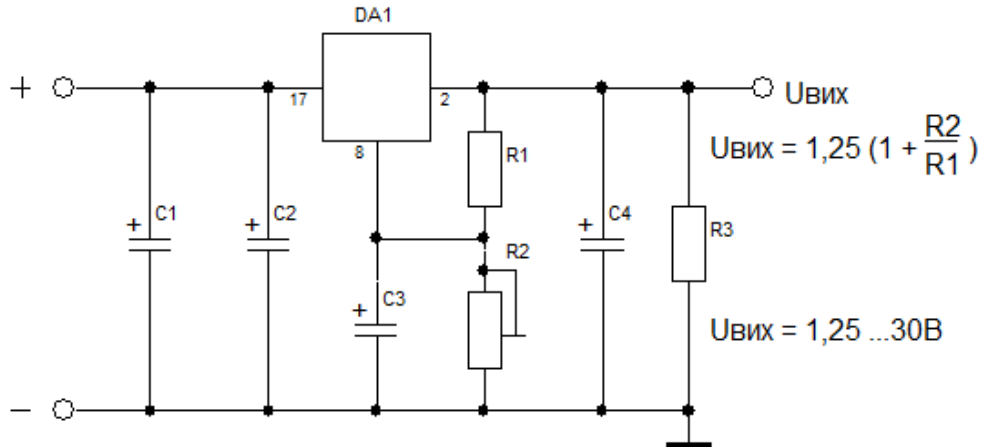 DA1
+
17
2
Uвих
8
R1
Uвих = 1,25 (1 + R2/R1)
+ C1
+ C2
+ C4
R3
R2
+ C3
Uвих = 1,25 ...30В
−